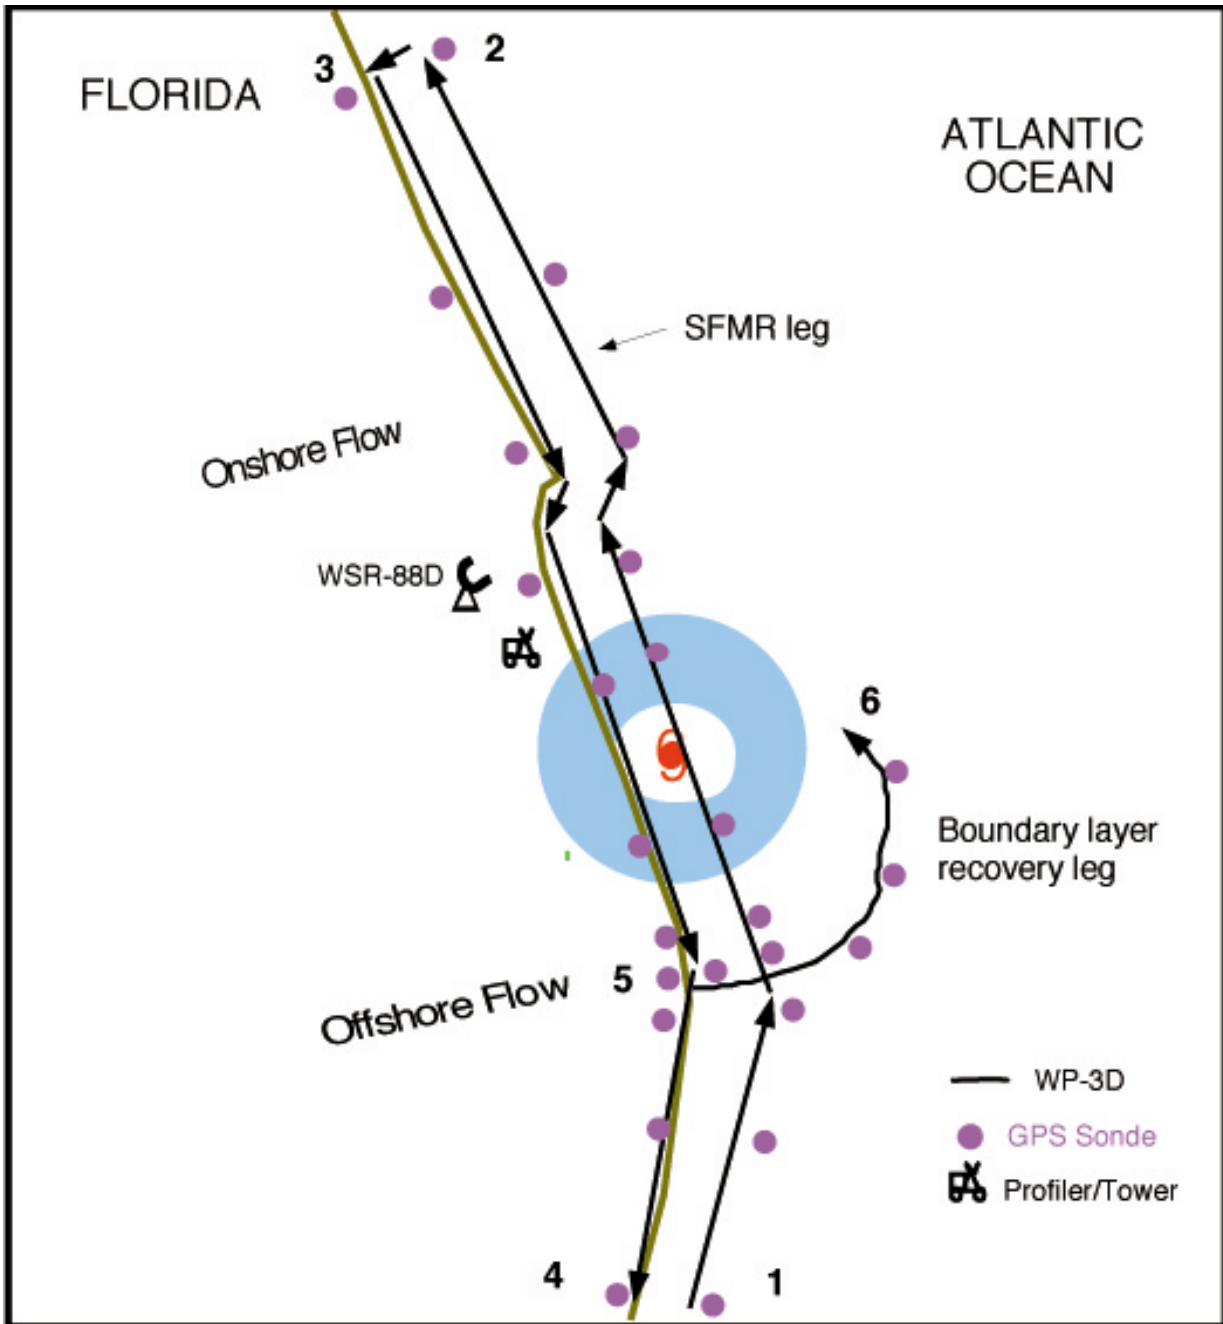 2
3
FLORIDA
ATLANTIC
OCEAN
SFMR leg
Onshore Flow
WSR-88D
6
Boundary layer
recovery leg
5
Offshore Flow
WP-3D
GPS Sonde
Profiler/Tower
4
1